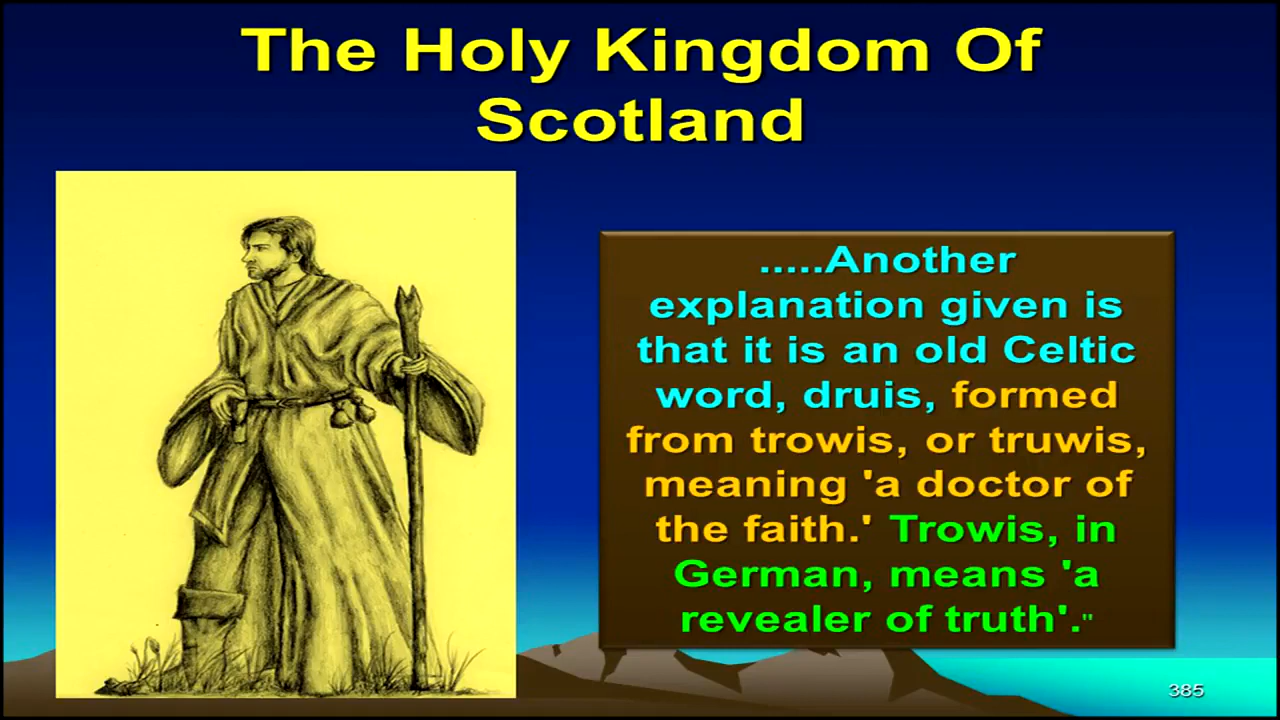 The Holy Kingdom Of
Scotland
.....Another
explanation given is
that it is an old Celtic
word, druis, formed
from trowis, or truwis,
meaning 'a doctor of
the faith.' Trowis, in
German, means 'a
revealer of truth'."
385